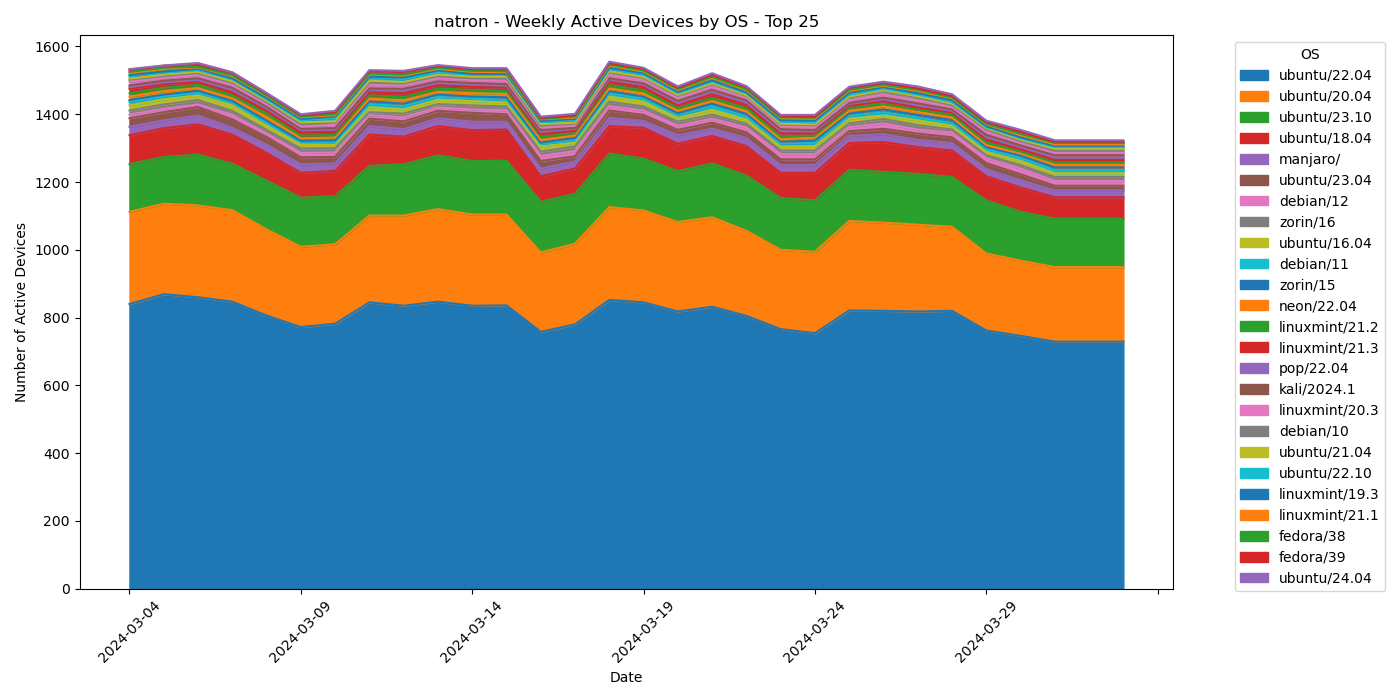 natron - Weekly Active Devices by OS - Top 25
1600
1400
1200
1000
800
600
400
200
0
Number of Active Devices
2024-03-04
2024-03-09
2024-03-14
2024-03-19
2024-03-24
2024-03-29
Date
OS
ubuntu/22.04
ubuntu/20.04
ubuntu/23.10
ubuntu/18.04
manjaro/
ubuntu/23.04
debian/12
zorin/16
ubuntu/16.04
debian/11
zorin/15
neon/22.04
linuxmint/21.2
linuxmint/21.3
pop/22.04
kali/2024.1
linuxmint/20.3
debian/10
ubuntu/21.04
ubuntu/22.10
linuxmint/19.3
linuxmint/21.1
fedora/38
fedora/39
ubuntu/24.04